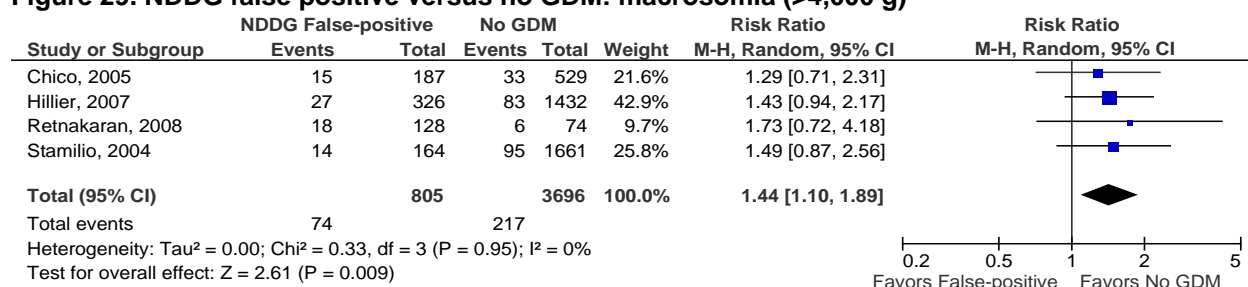 Figure 29. NDDG false positive versus no GDM: macrosomia (>4,000 g)
NDDG False-positive No GDM Risk Ratio Risk Ratio
Study or Subgroup Events Total Events Total Weight M-H, Random, 95% CI M-H, Random, 95% CI
Chico, 2005 15 187 33 529 21.6% 1.29 [0.71, 2.31]
Hillier, 2007 27 326 83 1432 42.9% 1.43 [0.94, 2.17]
Retnakaran, 2008 18 128 6 74 9.7% 1.73 [0.72, 4.18]
Stamilio, 2004 14 164 95 1661 25.8% 1.49 [0.87, 2.56]
Total (95% CI) 805 3696 100.0% 1.44 [1.10, 1.89]
Total events 74 217
Heterogeneity: Tau² = 0.00; Chi² = 0.33, df = 3 (P = 0.95); I² = 0%
Test for overall effect: Z = 2.61 (P = 0.009)
0.2 0.5 1 2 5
Favors False-positive Favors No GDM